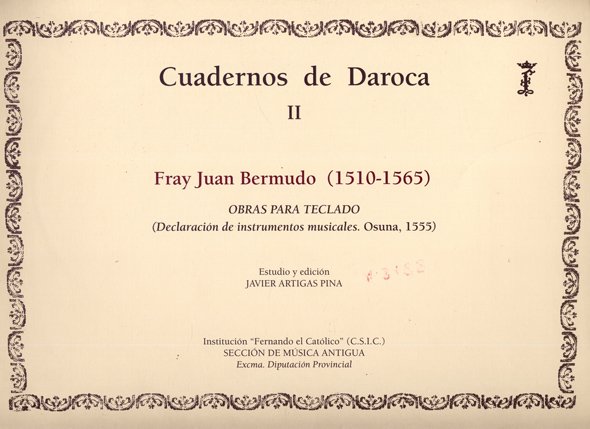 Cuadernos de Daroca
II
Fray Juan Bermudo (1510-1565)
OBRAS PARA TECLADO
(Declaración de instrumentos musicales. Osuna, 1555)
Estudio y edición
JAVIER ARTIGAS PINA
Institución "Fernando el Católico" (C.S.I.C.)
SECCIÓN DE MÚSICA ANTIGUA
Excma. Diputación Provincial